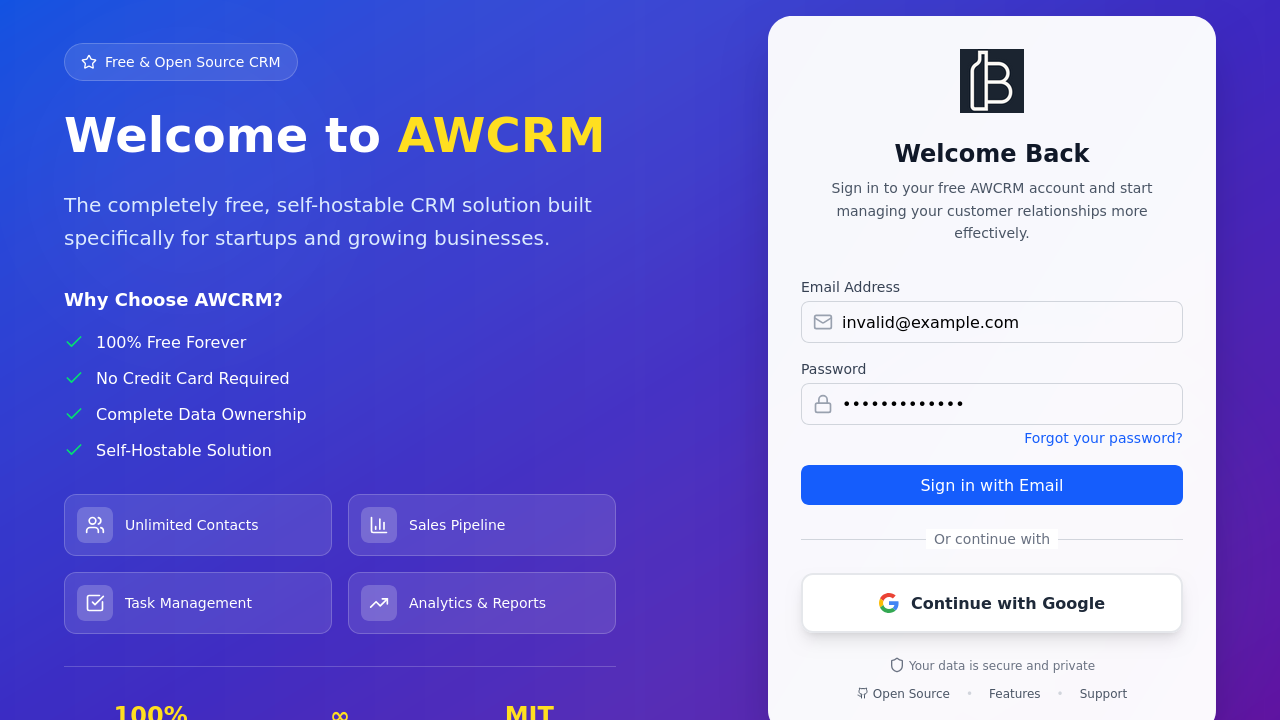 Free & Open Source CRM
Welcome to AWCRM
The completely free, self-hostable CRM solution built
specifically for startups and growing businesses.
Why Choose AWCRM?
100% Free Forever
No Credit Card Required
Complete Data Ownership
Self-Hostable Solution
Unlimited Contacts
Sales Pipeline
Task Management
Analytics & Reports
100%
∞
MIT
B
Welcome Back
Sign in to your free AWCRM account and start
managing your customer relationships more
effectively.
Email Address
invalid@example.com
Password
•••••••••••••
Forgot your password?
Sign in with Email
Or continue with
Continue with Google
Your data is secure and private
Open Source • Features • Support